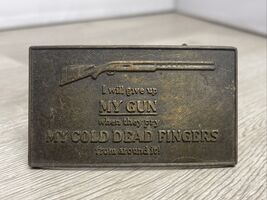 I will give up
MY GUN
when they pry
MY COLD DEAD FINGERS
from around it!